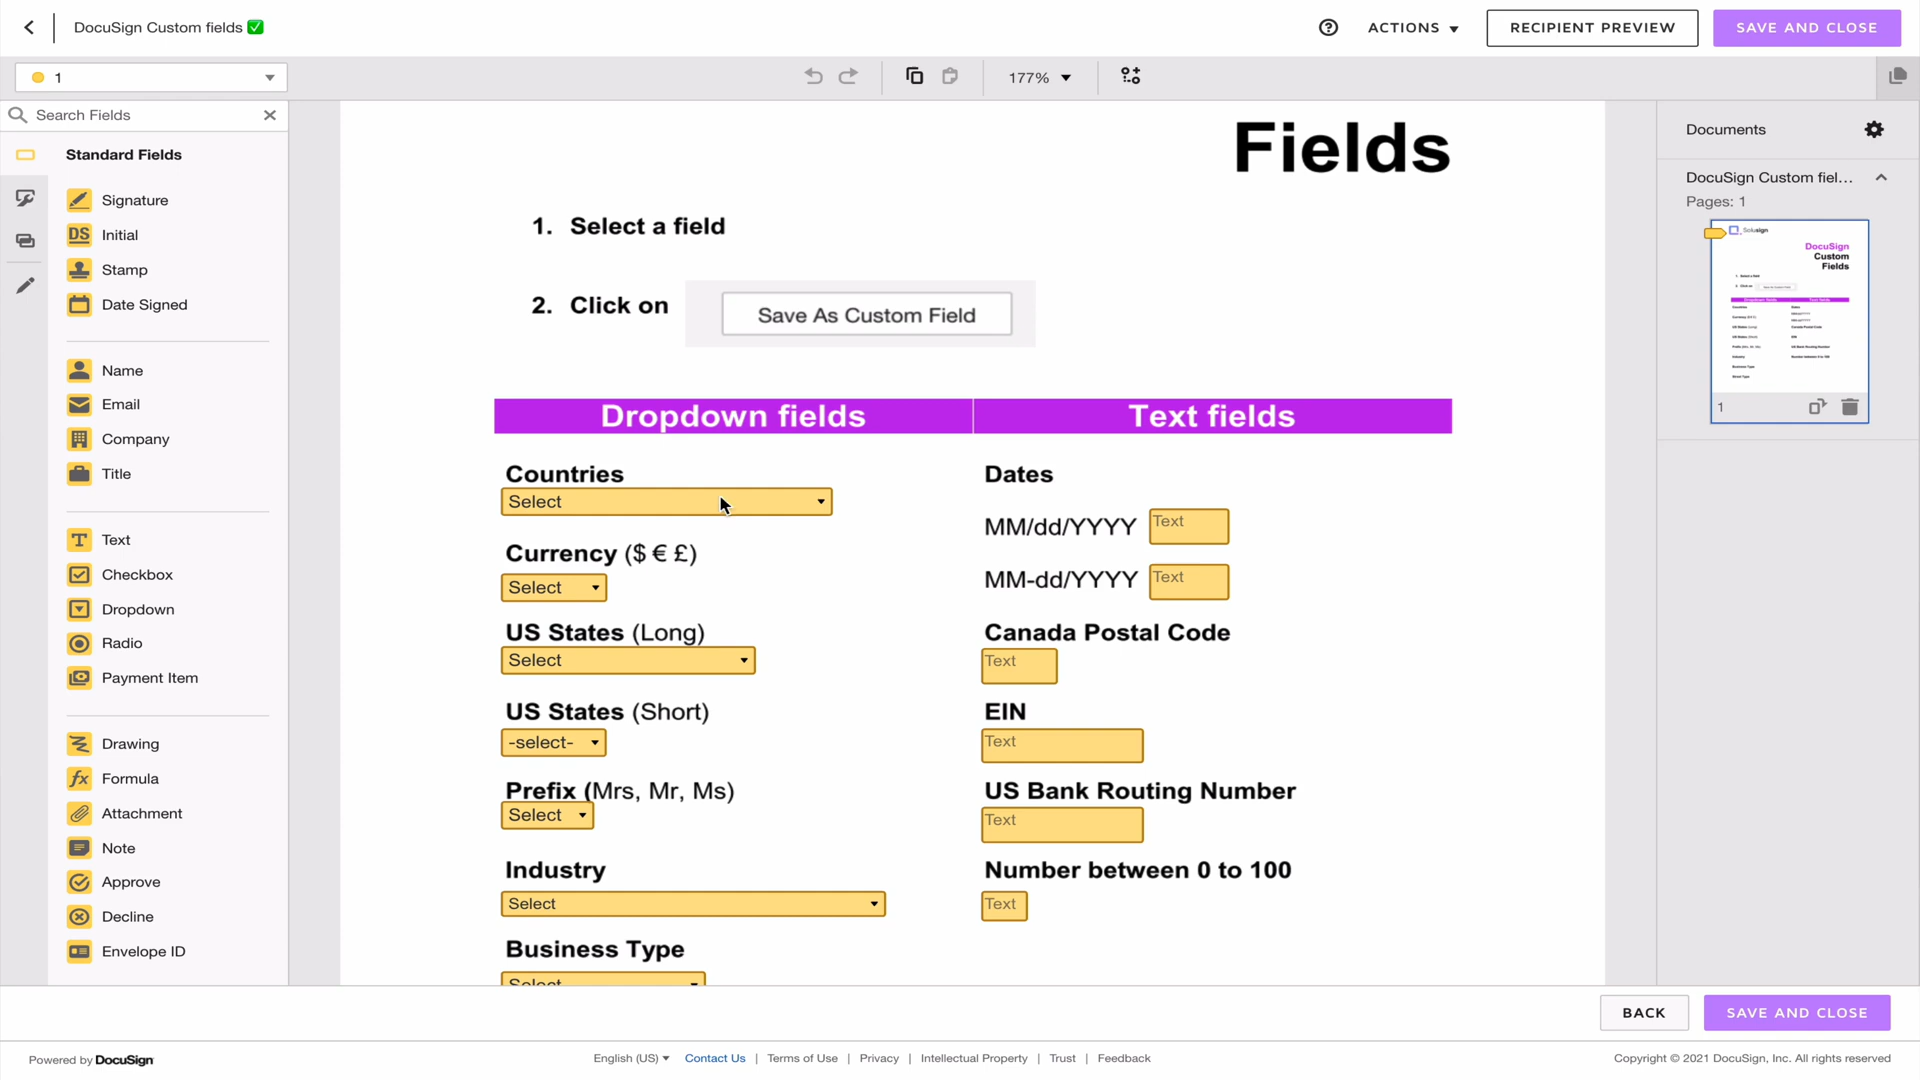 DocuSign Custom fields ✅
ACTIONS
RECIPIENT PREVIEW
SAVE AND CLOSE
1
177%
Search Fields
Standard Fields
Signature
DS Initial
Stamp
Date Signed
Name
Email
Company
Title
T Text
Checkbox
Dropdown
Radio
Payment Item
Drawing
fx Formula
Attachment
Note
Approve
Decline
Envelope ID
Fields
1. Select a field
2. Click on Save As Custom Field
Dropdown fields
Countries
Select
Currency ($ € £)
Select
US States (Long)
Select
US States (Short)
-select-
Prefix (Mrs, Mr, Ms)
Select
Industry
Select
Business Type
Select
Text fields
Dates
MM/dd/YYYY Text
MM-dd/YYYY Text
Canada Postal Code
Text
EIN
Text
US Bank Routing Number
Text
Number between 0 to 100
Text
Documents
DocuSign Custom fiel...
Pages: 1
Solusign
DocuSign
Custom
Fields
1
BACK
SAVE AND CLOSE
Powered by DocuSign
English (US) Contact Us | Terms of Use | Privacy | Intellectual Property | Trust | Feedback
Copyright © 2021 DocuSign, Inc. All rights reserved